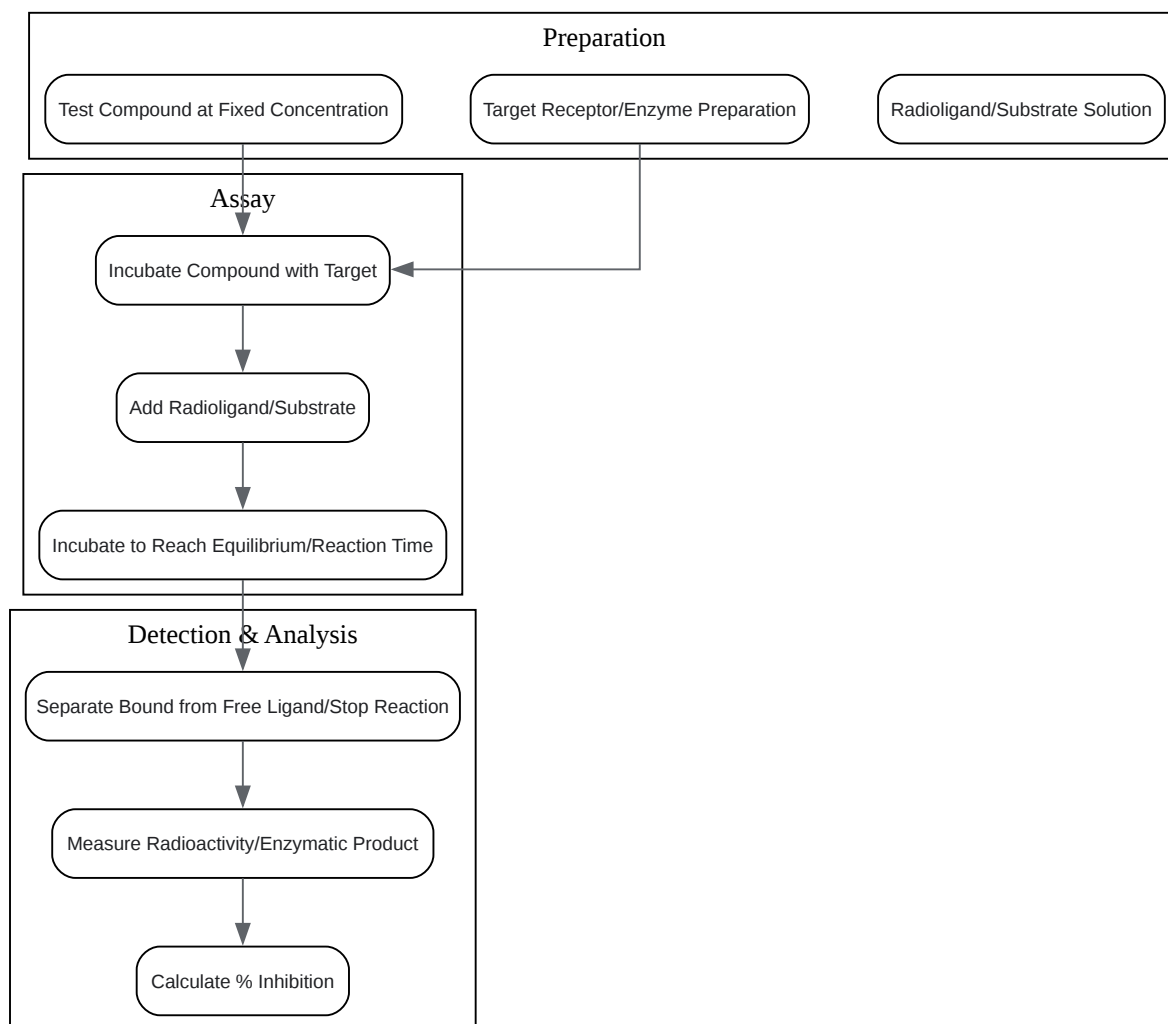 Preparation
Test Compound at Fixed Concentration
Target Receptor/Enzyme Preparation
Radioligand/Substrate Solution
Assay
Incubate Compound with Target
Add Radioligand/Substrate
Incubate to Reach Equilibrium/Reaction Time
Detection & Analysis
Separate Bound from Free Ligand/Stop Reaction
Measure Radioactivity/Enzymatic Product
Calculate % Inhibition